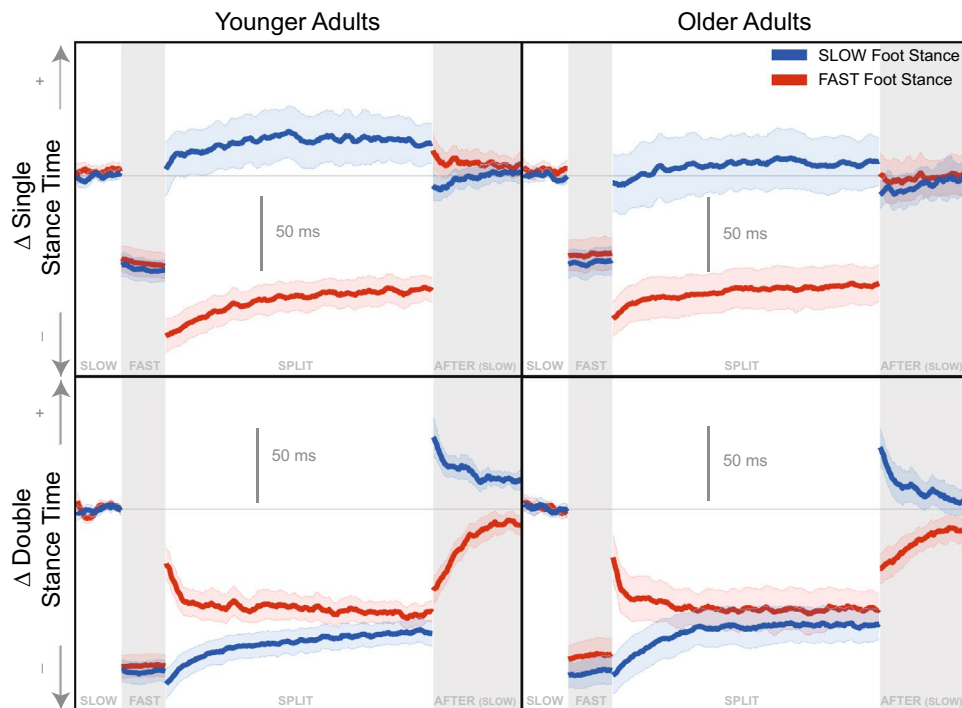 Younger Adults
Older Adults
SLOW Foot Stance
FAST Foot Stance
+
Δ Single
Stance Time
−
50 ms
50 ms
SLOW FAST SPLIT AFTER (SLOW)
SLOW FAST SPLIT AFTER (SLOW)
+
Δ Double
Stance Time
−
50 ms
50 ms
SLOW FAST SPLIT AFTER (SLOW)
SLOW FAST SPLIT AFTER (SLOW)